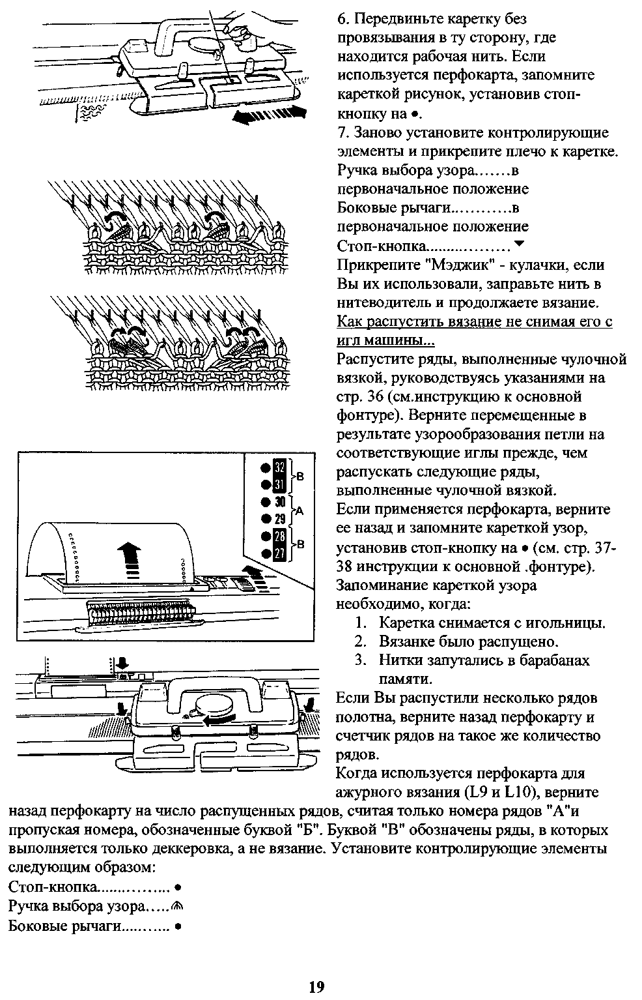 6. Передвиньте каретку без
провязывания в ту сторону, где
находится рабочая нить. Если
используется перфокарта, запомните
кареткой рисунок, установив стоп-
кнопку на •.
7. Заново установите контролирующие
элементы и прикрепите плечо к каретке.
Ручка выбора узора.......в
первоначальное положение
Боковые рычаги............в
первоначальное положение
Стоп-кнопка.................. ▼
Прикрепите "Мэджик" - кулачки, если
Вы их использовали, заправьте нить в
нитеводитель и продолжаете вязание.
Как распустить вязание не снимая его с
игл машины...
Распустите ряды, выполненные чулочной
вязкой, руководствуясь указаниями на
стр. 36 (см.инструкцию к основной
фонтуре). Верните перемещенные в
результате узорообразования петли на
соответствующие иглы прежде, чем
распускать следующие ряды,
выполненные чулочной вязкой.
Если применяется перфокарта, верните
ее назад и запомните кареткой узор,
установив стоп-кнопку на • (см. стр. 37-
38 инструкции к основной .фонтуре).
Запоминание кареткой узора
необходимо, когда:
1. Каретка снимается с игольницы.
2. Вязанке было распущено.
3. Нитки запутались в барабанах
памяти.
Если Вы распустили несколько рядов
полотна, верните назад перфокарту и
счетчик рядов на такое же количество
рядов.
Когда используется перфокарта для
ажурного вязания (L9 и L10), верните
назад перфокарту на число распущенных рядов, считая только номера рядов "А"и
пропуская номера, обозначенные буквой "Б". Буквой "В" обозначены ряды, в которых
выполняется только деккеровка, а не вязание. Установите контролирующие элементы
следующим образом:
Стоп-кнопка................ •
Ручка выбора узора.....
Боковые рычаги........... •
32
31
B
30
29
A
28
27
B
19